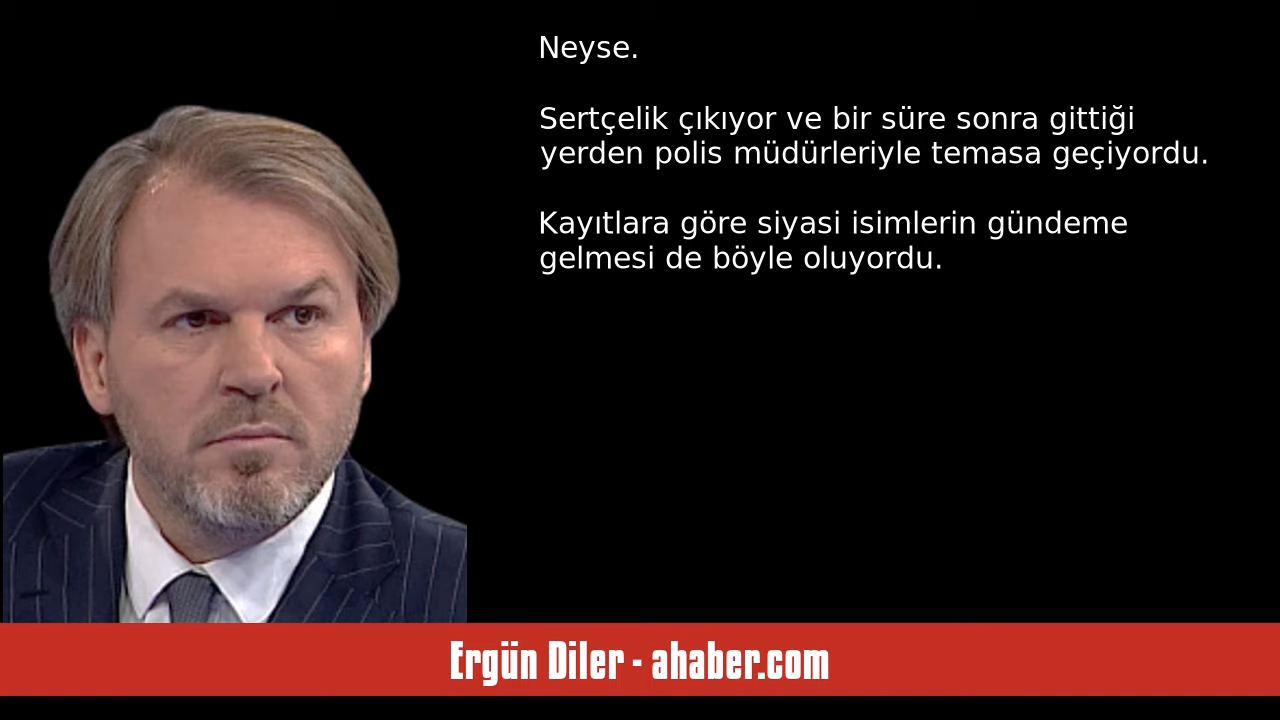 Neyse.
Sertçelik çıkıyor ve bir süre sonra gittiği
yerden polis müdürleriyle temasa geçiyordu.
Kayıtlara göre siyasi isimlerin gündeme
gelmesi de böyle oluyordu.
Ergün Diler - ahaber.com